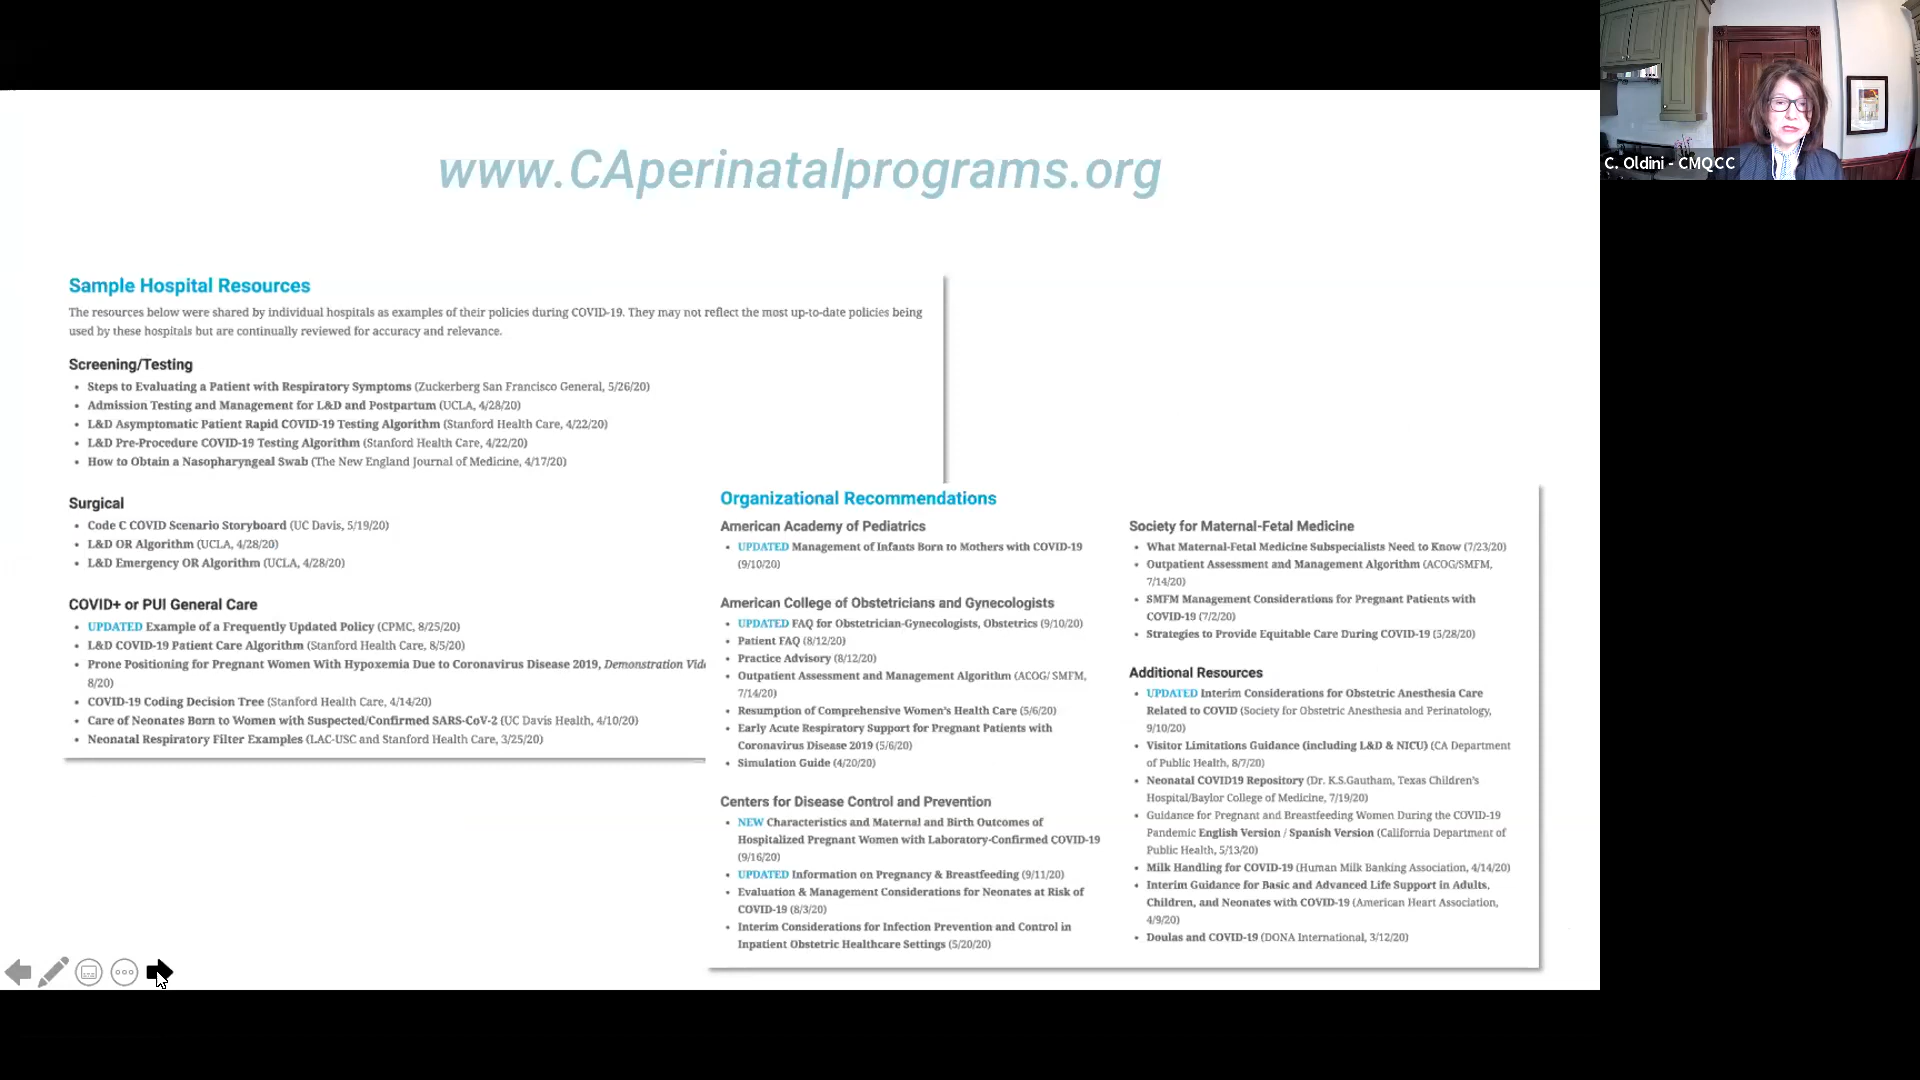 www.CAperinatalprograms.org
C. Oldini - CMQCC
Sample Hospital Resources
The resources below were shared by individual hospitals as examples of their policies during COVID-19. They may not reflect the most up-to-date policies being
used by these hospitals but are continually reviewed for accuracy and relevance.
Screening/Testing
• Steps to Evaluating a Patient with Respiratory Symptoms (Zuckerberg San Francisco General, 5/26/20)
• Admission Testing and Management for L&D and Postpartum (UCLA, 4/28/20)
• L&D Asymptomatic Patient Rapid COVID-19 Testing Algorithm (Stanford Health Care, 4/22/20)
• L&D Pre-Procedure COVID-19 Testing Algorithm (Stanford Health Care, 4/22/20)
• How to Obtain a Nasopharyngeal Swab (The New England Journal of Medicine, 4/17/20)
Surgical
• Code C COVID Scenario Storyboard (UC Davis, 5/19/20)
• L&D OR Algorithm (UCLA, 4/28/20)
• L&D Emergency OR Algorithm (UCLA, 4/28/20)
COVID+ or PUI General Care
• UPDATED Example of a Frequently Updated Policy (CPMC, 8/25/20)
• L&D COVID-19 Patient Care Algorithm (Stanford Health Care, 8/5/20)
• Prone Positioning for Pregnant Women With Hypoxemia Due to Coronavirus Disease 2019, Demonstration
8/20)
• COVID-19 Coding Decision Tree (Stanford Health Care, 4/14/20)
• Care of Neonates Born to Women with Suspected/Confirmed SARS-CoV-2 (UC Davis Health, 4/10/20)
• Neonatal Respiratory Filter Examples (LAC-USC and Stanford Health Care, 3/25/20)
Organizational Recommendations
American Academy of Pediatrics
• UPDATED Management of Infants Born to Mothers with COVID-19
(9/10/20)
American College of Obstetricians and Gynecologists
• UPDATED FAQ for Obstetrician-Gynecologists, Obstetrics (9/10/20)
• Patient FAQ (8/12/20)
• Practice Advisory (8/12/20)
• Outpatient Assessment and Management Algorithm (ACOG/ SMFM,
7/14/20)
• Resumption of Comprehensive Women's Health Care (5/6/20)
• Early Acute Respiratory Support for Pregnant Patients with
Coronavirus Disease 2019 (5/6/20)
• Simulation Guide (4/20/20)
Centers for Disease Control and Prevention
• NEW Characteristics and Maternal and Birth Outcomes of
Hospitalized Pregnant Women with Laboratory-Confirmed COVID-19
(9/16/20)
• UPDATED Information on Pregnancy & Breastfeeding (9/11/20)
• Evaluation & Management Considerations for Neonates at Risk of
COVID-19 (8/3/20)
• Interim Considerations for Infection Prevention and Control in
Inpatient Obstetric Healthcare Settings (5/20/20)
Society for Maternal-Fetal Medicine
• What Maternal-Fetal Medicine Subspecialists Need to Know (7/23/20)
• Outpatient Assessment and Management Algorithm (ACOG/SMFM,
7/14/20)
• SMFM Management Considerations for Pregnant Patients with
COVID-19 (7/2/20)
• Strategies to Provide Equitable Care During COVID-19 (5/28/20)
Additional Resources
• UPDATED Interim Considerations for Obstetric Anesthesia Care
Related to COVID (Society for Obstetric Anesthesia and Perinatology,
9/10/20)
• Visitor Limitations Guidance (including L&D & NICU) (CA Department
of Public Health, 8/7/20)
• Neonatal COVID19 Repository (Dr. K.S.Gautham, Texas Children's
Hospital/Baylor College of Medicine, 7/19/20)
• Guidance for Pregnant and Breastfeeding Women During the COVID-19
Pandemic English Version / Spanish Version (California Department of
Public Health, 5/13/20)
• Milk Handling for COVID-19 (Human Milk Banking Association, 4/14/20)
• Interim Guidance for Basic and Advanced Life Support in Adults,
Children, and Neonates with COVID-19 (American Heart Association,
4/9/20)
• Doulas and COVID-19 (DONA International, 3/12/20)